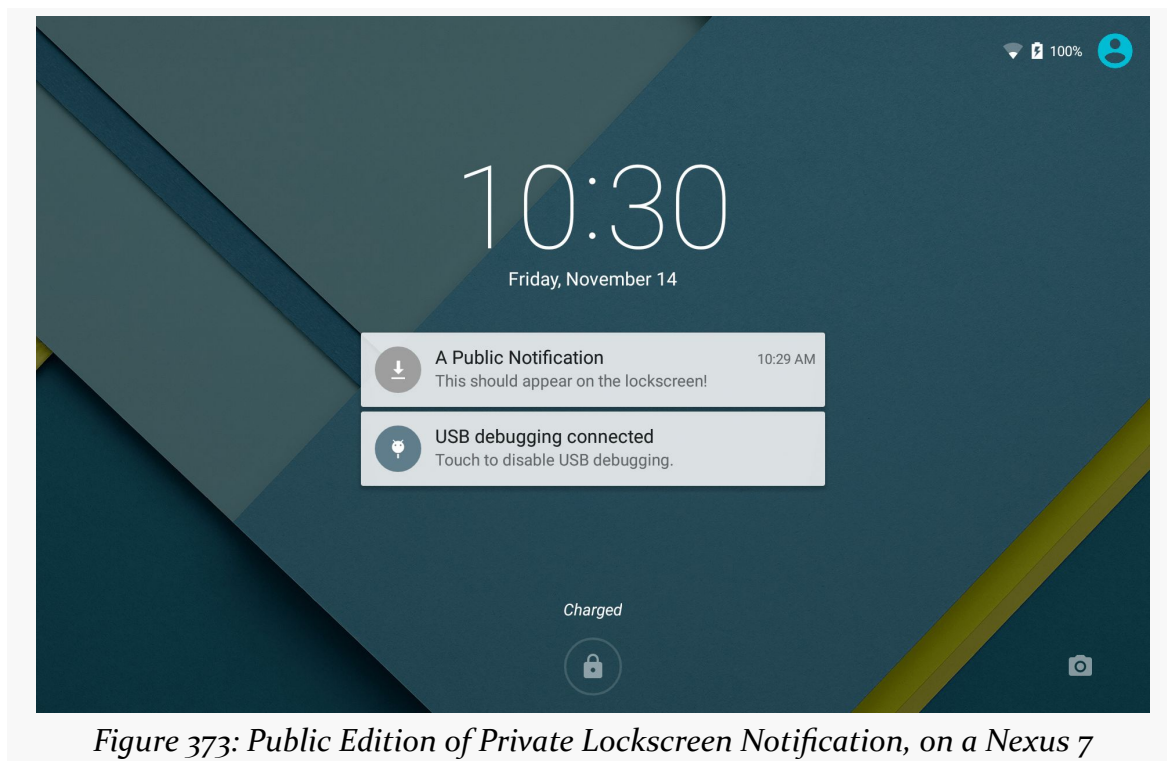 100%
10:30
Friday, November 14
A Public Notification 10:29 AM
This should appear on the lockscreen!
USB debugging connected
Touch to disable USB debugging.
Charged
Figure 373: Public Edition of Private Lockscreen Notification, on a Nexus 7